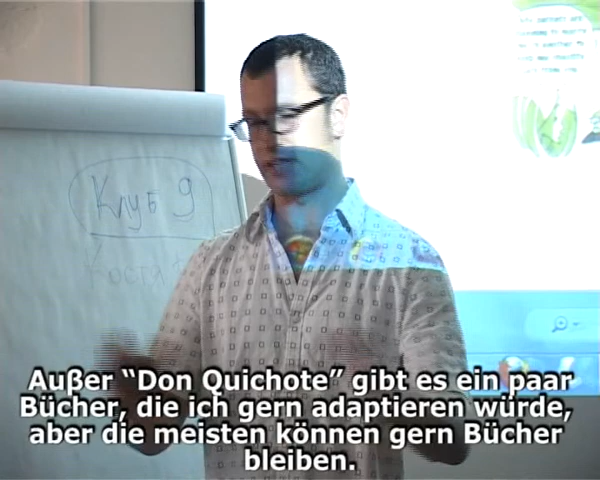 Клуб 9
Außer “Don Quichote” gibt es ein paar
Bücher, die ich gern adaptieren würde,
aber die meisten können gern Bücher
bleiben.